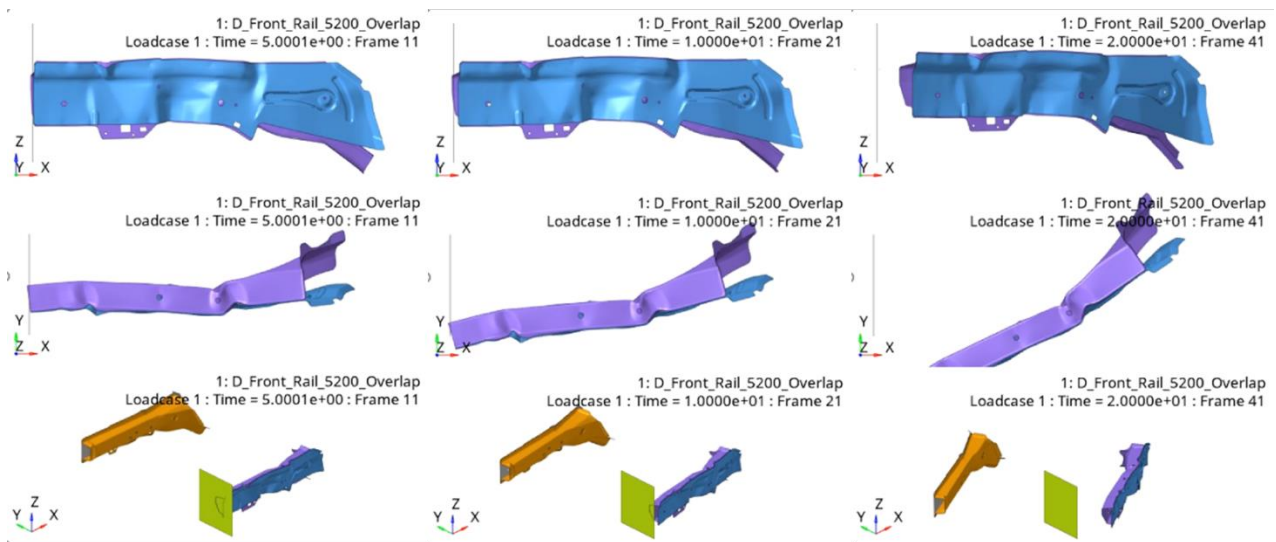 1: D_Front_Rail_5200_Overlap
Loadcase 1 : Time = 5.0001e+00 : Frame 11
Z
Y X
1: D_Front_Rail_5200_Overlap
Loadcase 1 : Time = 1.0000e+01 : Frame 21
Z
Y X
1: D_Front_Rail_5200_Overlap
Loadcase 1 : Time = 2.0000e+01 : Frame 41
Z
Y X
1: D_Front_Rail_5200_Overlap
Loadcase 1 : Time = 5.0001e+00 : Frame 11
Y
Z X
1: D_Front_Rail_5200_Overlap
Loadcase 1 : Time = 1.0000e+01 : Frame 21
Y
Z X
1: D_Front_Rail_5200_Overlap
Loadcase 1 : Time = 2.0000e+01 : Frame 41
Y
Z X
1: D_Front_Rail_5200_Overlap
Loadcase 1 : Time = 5.0001e+00 : Frame 11
Z
Y X
1: D_Front_Rail_5200_Overlap
Loadcase 1 : Time = 1.0000e+01 : Frame 21
Z
Y X
1: D_Front_Rail_5200_Overlap
Loadcase 1 : Time = 2.0000e+01 : Frame 41
Z
Y X